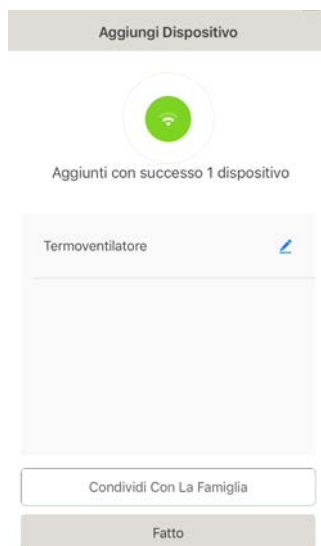 Aggiungi Dispositivo
Aggiunti con successo 1 dispositivo
Termoventilatore
Condividi Con La Famiglia
Fatto